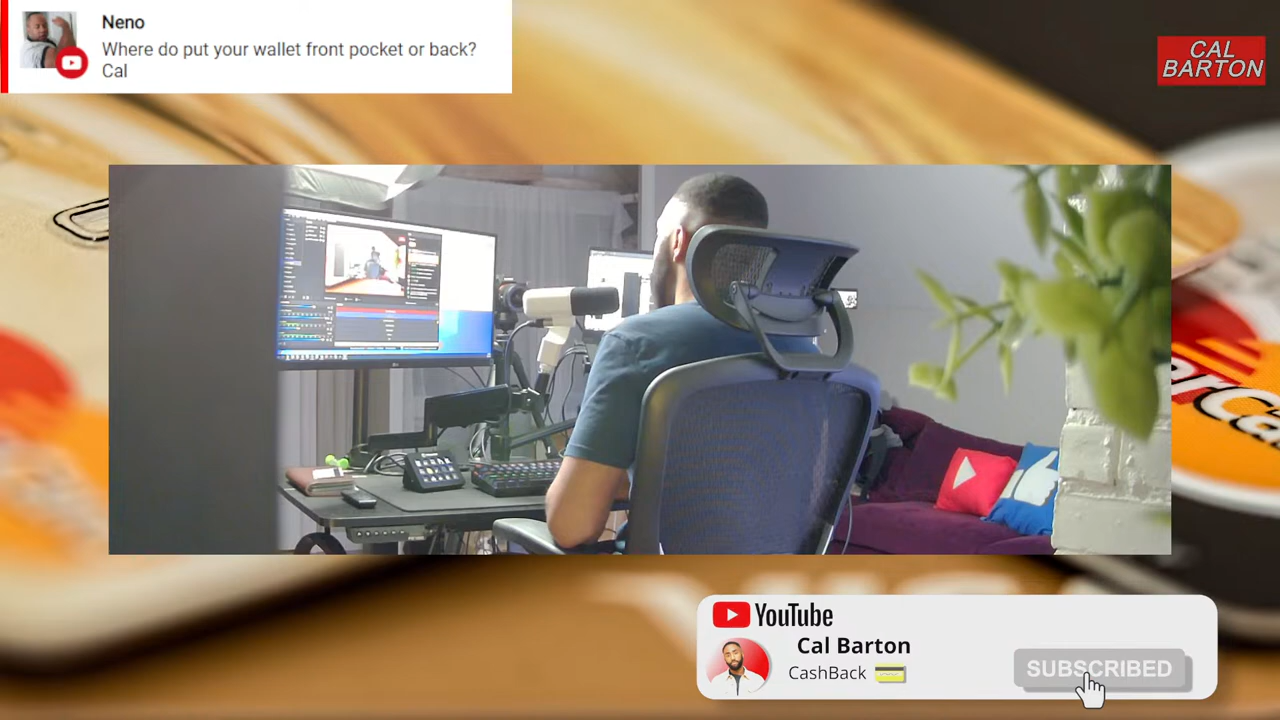 Neno
Where do put your wallet front pocket or back?
Cal
CAL
BARTON
YouTube
Cal Barton
CashBack
SUBSCRIBED